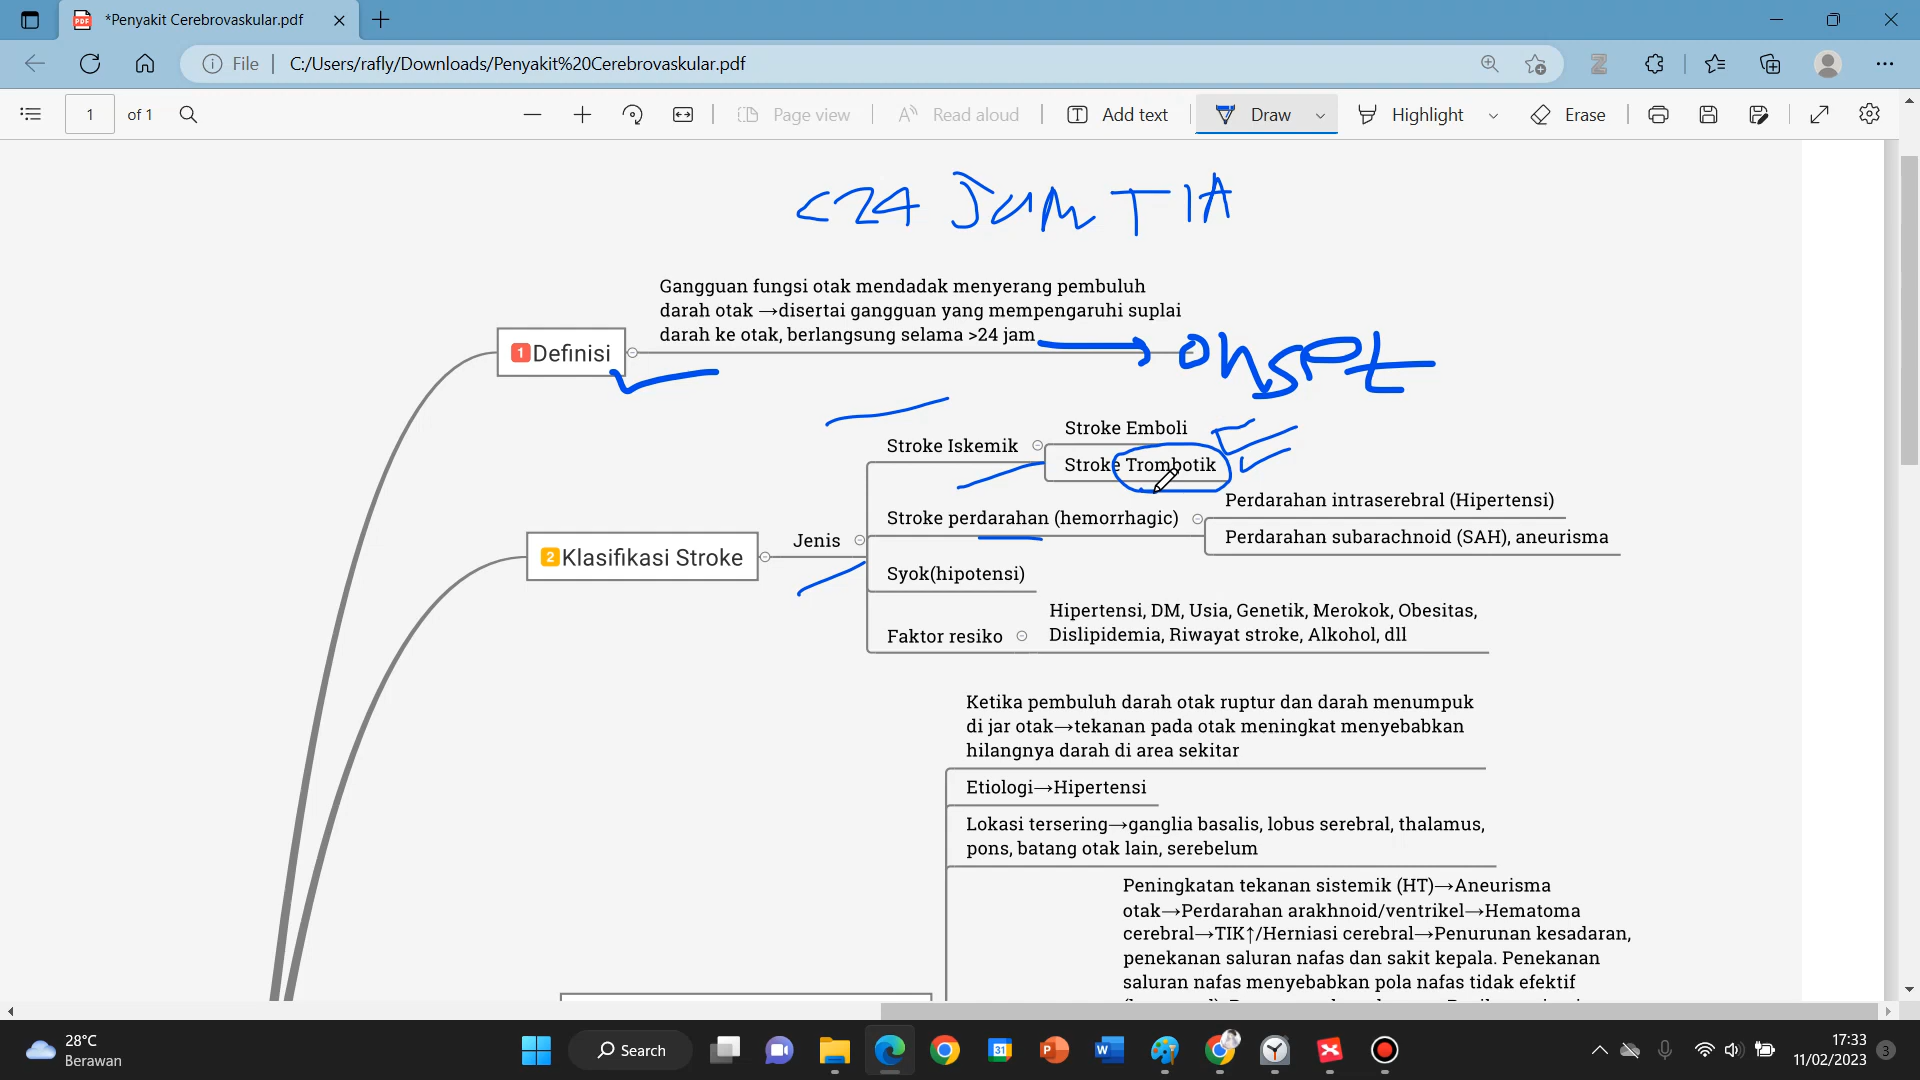 *Penyakit Cerebrovaskular.pdf
File
C:/Users/rafly/Downloads/Penyakit%20Cerebrovaskular.pdf
1 of 1
Page view
Read aloud
Add text
Draw
Highlight
Erase
<24 Jam TIA
Gangguan fungsi otak mendadak menyerang pembuluh
darah otak →disertai gangguan yang mempengaruhi suplai
darah ke otak, berlangsung selama >24 jam
onset
1 Definisi
Stroke Iskemik
Stroke Emboli
Stroke Trombotik
Stroke perdarahan (hemorrhagic)
Perdarahan intraserebral (Hipertensi)
Perdarahan subarachnoid (SAH), aneurisma
2 Klasifikasi Stroke
Jenis
Syok(hipotensi)
Faktor resiko
Hipertensi, DM, Usia, Genetik, Merokok, Obesitas,
Dislipidemia, Riwayat stroke, Alkohol, dll
Ketika pembuluh darah otak ruptur dan darah menumpuk
di jar otak→tekanan pada otak meningkat menyebabkan
hilangnya darah di area sekitar
Etiologi→Hipertensi
Lokasi tersering→ganglia basalis, lobus serebral, thalamus,
pons, batang otak lain, serebelum
Peningkatan tekanan sistemik (HT)→Aneurisma
otak→Perdarahan arakhnoid/ventrikel→Hematoma
cerebral→TIK↑/Herniasi cerebral→Penurunan kesadaran,
penekanan saluran nafas dan sakit kepala. Penekanan
saluran nafas menyebabkan pola nafas tidak efektif
28°C
Berawan
Search
17:33
11/02/2023
3